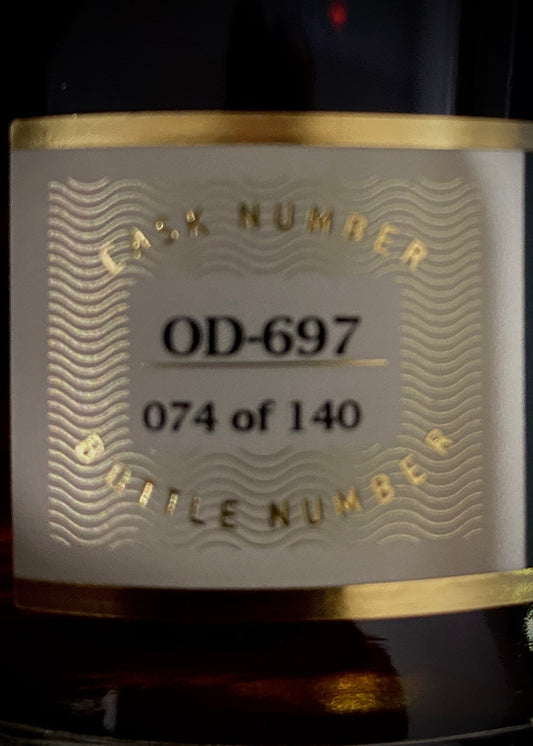 CASK NUMBER
OD-697
074 of 140
BOTTLE NUMBER